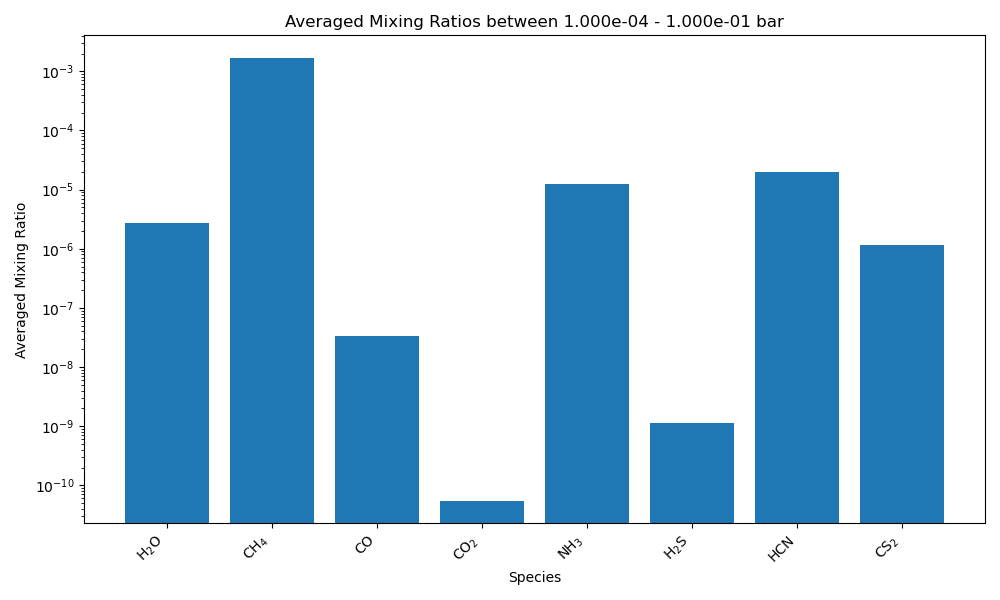 Averaged Mixing Ratios between 1.000e-04 - 1.000e-01 bar
Averaged Mixing Ratio
10⁻³
10⁻⁴
10⁻⁵
10⁻⁶
10⁻⁷
10⁻⁸
10⁻⁹
10⁻¹⁰
H₂O
CH₄
CO
CO₂
NH₃
H₂S
HCN
CS₂
Species